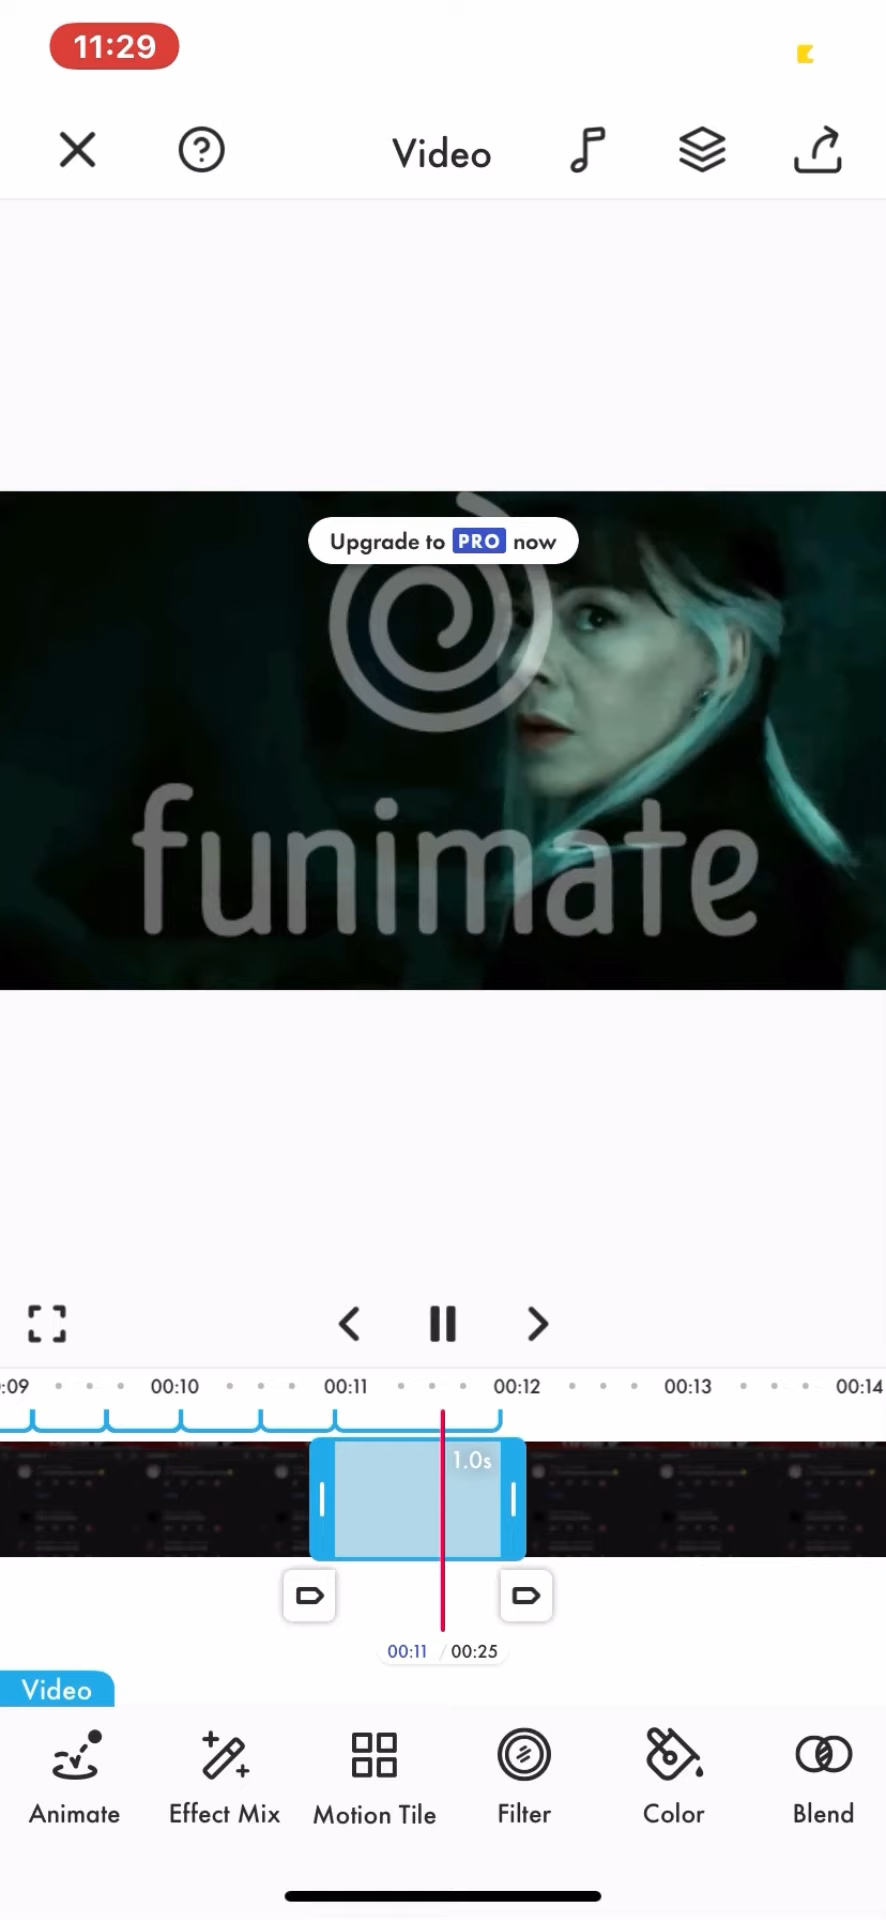 11:29
Video
Upgrade to PRO now
funimate
:09 00:10 00:11 00:12 00:13 00:14
1.0s
00:11 / 00:25
Video
Animate Effect Mix Motion Tile Filter Color Blend